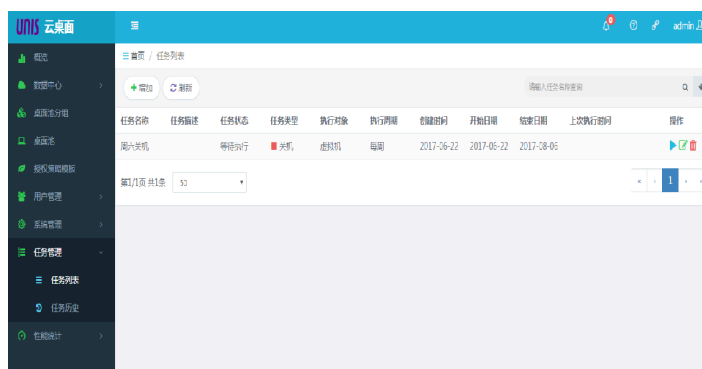 UNIS 云桌面
0
admin
概览
首页 / 任务列表
数据中心
增加 刷新
请输入任务名称查询
桌面池分组
任务名称 任务描述 任务状态 任务类型 执行对象 执行周期 创建时间 开始日期 结束日期 上次执行时间 操作
桌面池
周六关机 等待执行 关机 虚拟机 每周 2017-06-22 2017-06-22 2017-08-06
授权策略模板
第1/1页 共1条 50
« ‹ 1 ›
用户管理
系统管理
任务管理
任务列表
任务历史
性能统计